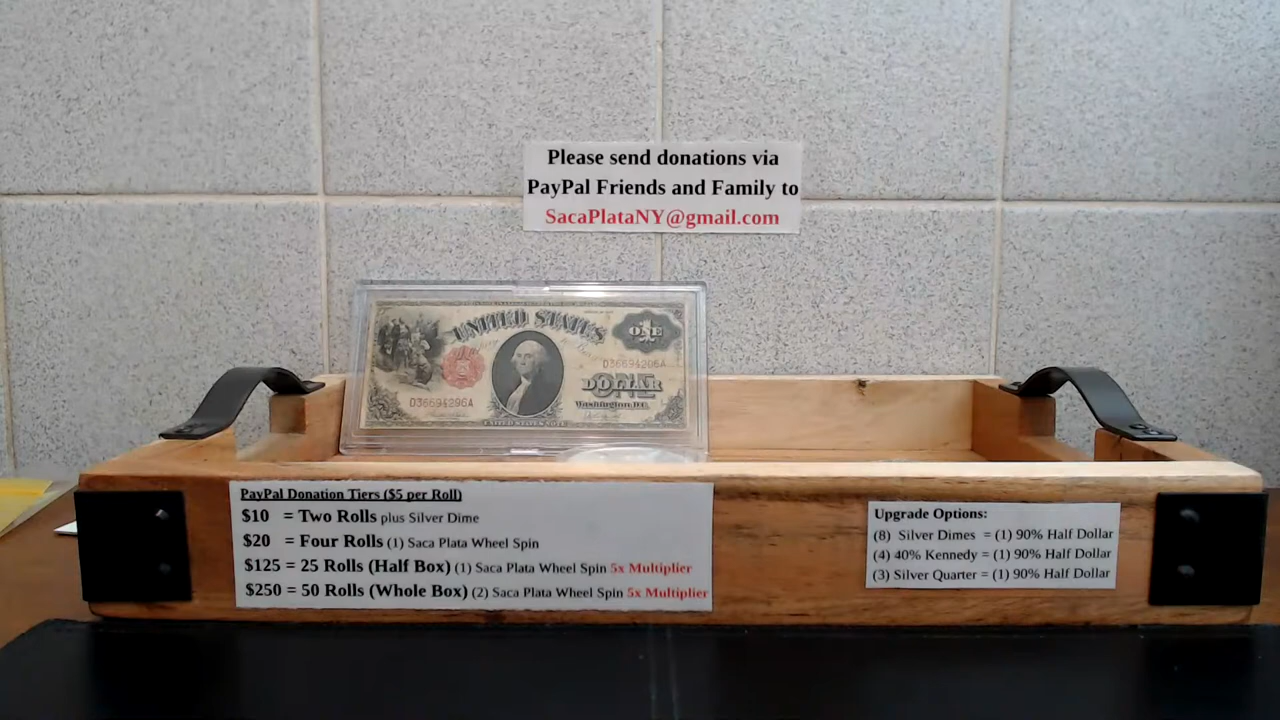 Please send donations via
PayPal Friends and Family to
SacaPlataNY@gmail.com
UNITED STATES
ONE
D36694296A
DOLLAR
Washington, D.C.
D36694296A
UNITED STATES NOTE
PayPal Donation Tiers ($5 per Roll)
$10 = Two Rolls plus Silver Dime
$20 = Four Rolls (1) Saca Plata Wheel Spin
$125 = 25 Rolls (Half Box) (1) Saca Plata Wheel Spin 5x Multiplier
$250 = 50 Rolls (Whole Box) (2) Saca Plata Wheel Spin 5x Multiplier
Upgrade Options:
(8) Silver Dimes = (1) 90% Half Dollar
(4) 40% Kennedy = (1) 90% Half Dollar
(3) Silver Quarter = (1) 90% Half Dollar